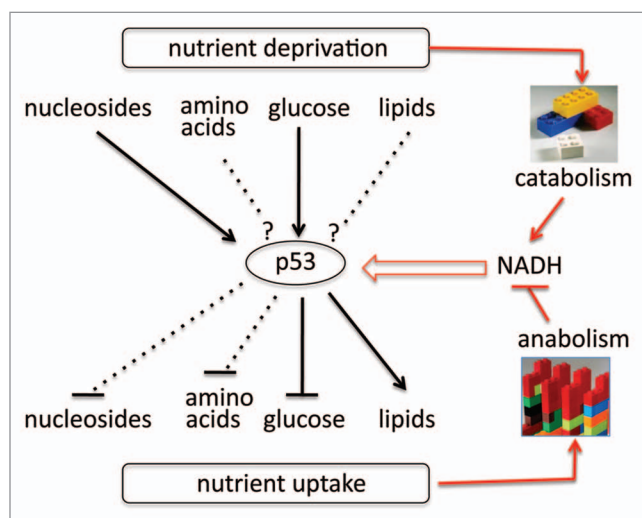 nutrient deprivation
nucleosides
amino
acids
glucose
lipids
catabolism
?
?
p53
NADH
anabolism
nucleosides
amino
acids
glucose
lipids
nutrient uptake